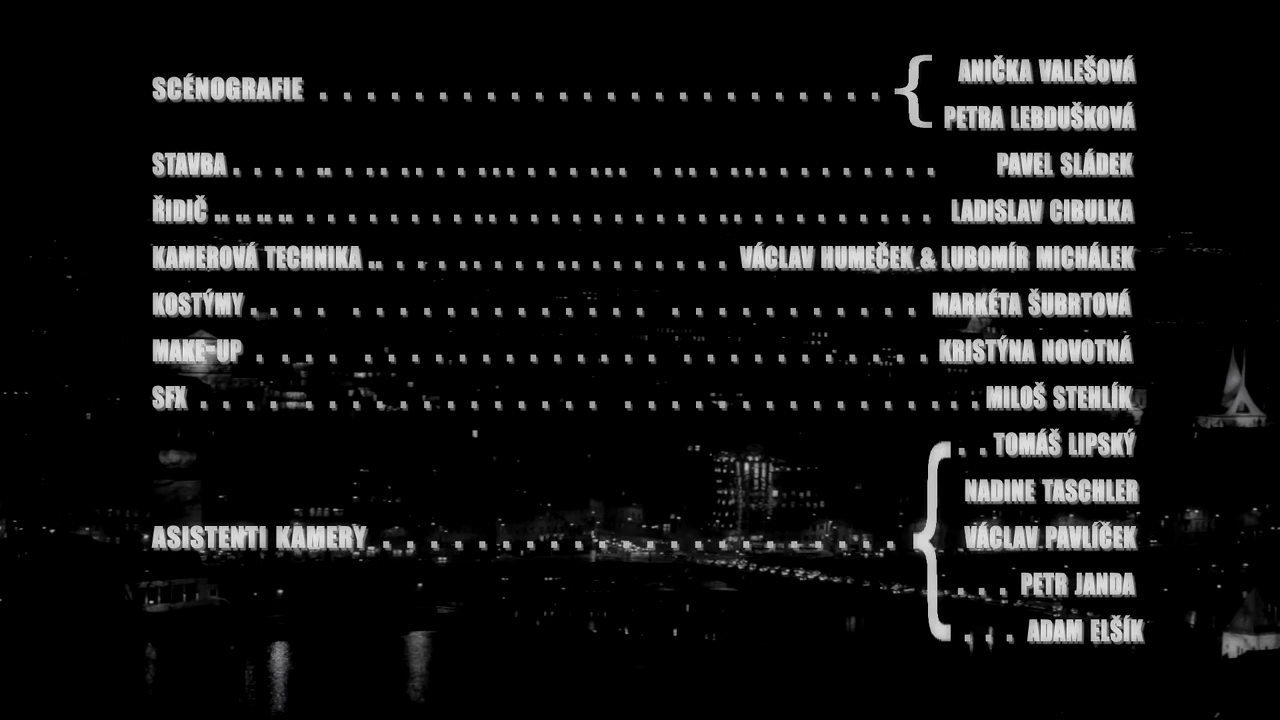 SCÉNOGRAFIE . . . . . . . . . . . . . . . . . . . . . . . . { ANIČKA VALEŠOVÁ
PETRA LEBDUŠKOVÁ
STAVBA . . . . .. . .. .. .. . . ... . . ... . ... . .. . .. ... . . . . . . . PAVEL SLÁDEK
ŘIDIČ .. .. .. .. . . . . . . . . . . . . . . . . . . . . . . . . . . LADISLAV CIBULKA
KAMEROVÁ TECHNIKA .. . . . . . . . . . . . . . . . VÁCLAV HUMEČEK & LUBOMÍR MICHÁLEK
KOSTÝMY . . . . . . . . . . . . . . . . . . . . . . . . . . . . MARKÉTA ŠUBRTOVÁ
MAKE-UP . . . . . . . . . . . . . . . . . . . . . . . . . . . . KRISTÝNA NOVOTNÁ
SFX . . . . . . . . . . . . . . . . . . . . . . . . . . . . . . . . MILOŠ STEHLÍK
. . TOMÁŠ LIPSKÝ
NADINE TASCHLER
ASISTENTI KAMERY . . . . . . . . . . . . . . . . . . . . . . { . VÁCLAV PAVLÍČEK
. . . PETR JANDA
. . . ADAM ELŠÍK